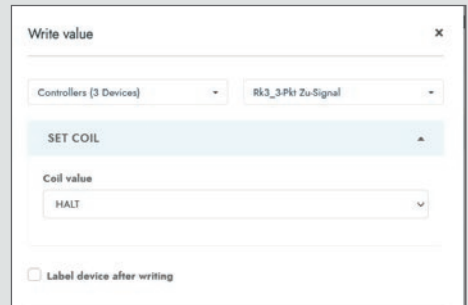 Write value ×
Controllers (3 Devices) Rk3_3-Pkt Zu-Signal
SET COIL
Coil value
HALT
Label device after writing